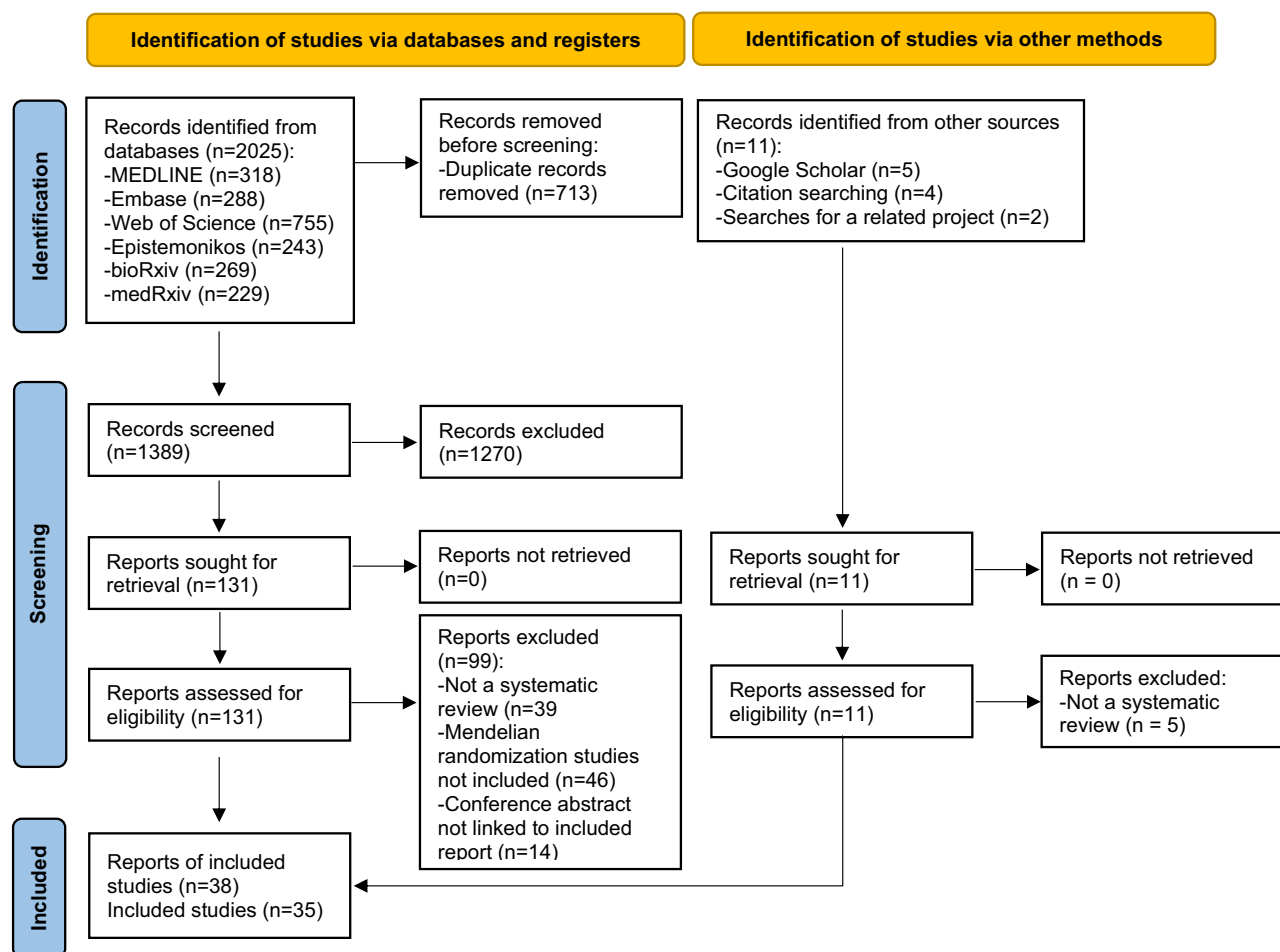 Identification of studies via databases and registers
Identification of studies via other methods
Identification
Records identified from
databases (n=2025):
-MEDLINE (n=318)
-Embase (n=288)
-Web of Science (n=755)
-Epistemonikos (n=243)
-bioRxiv (n=269)
-medRxiv (n=229)
Records removed
before screening:
-Duplicate records
removed (n=713)
Records identified from other sources
(n=11):
-Google Scholar (n=5)
-Citation searching (n=4)
-Searches for a related project (n=2)
Screening
Records screened
(n=1389)
Records excluded
(n=1270)
Reports sought for
retrieval (n=131)
Reports not retrieved
(n=0)
Reports sought for
retrieval (n=11)
Reports not retrieved
(n = 0)
Reports assessed for
eligibility (n=131)
Reports excluded
(n=99):
-Not a systematic
review (n=39
-Mendelian
randomization studies
not included (n=46)
-Conference abstract
not linked to included
report (n=14)
Reports assessed for
eligibility (n=11)
Reports excluded:
-Not a systematic
review (n = 5)
Included
Reports of included
studies (n=38)
Included studies (n=35)